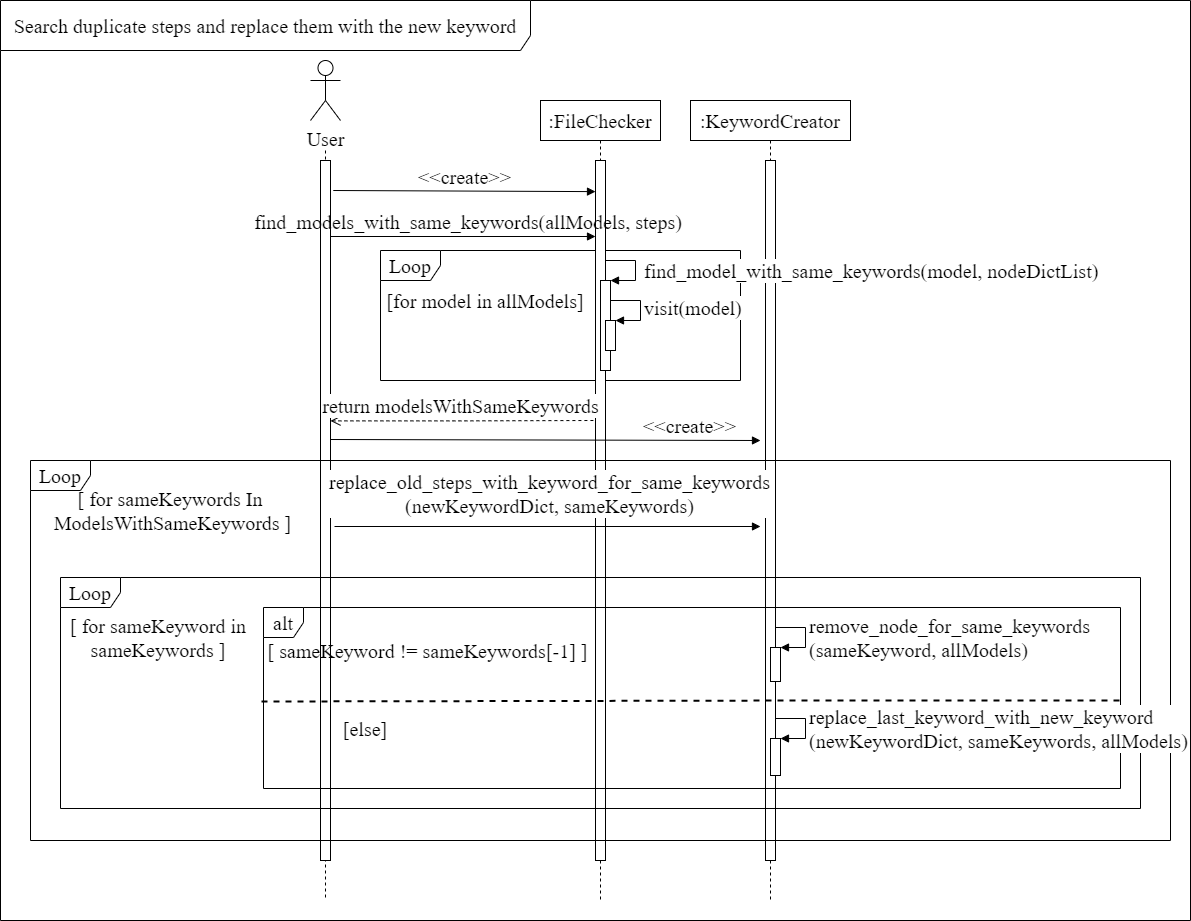 Search duplicate steps and replace them with the new keyword
User
:FileChecker
:KeywordCreator
<<create>>
find_models_with_same_keywords(allModels, steps)
Loop
[for model in allModels]
find_model_with_same_keywords(model, nodeDictList)
visit(model)
return modelsWithSameKeywords
<<create>>
Loop
[ for sameKeywords In
ModelsWithSameKeywords ]
replace_old_steps_with_keyword_for_same_keywords
(newKeywordDict, sameKeywords)
Loop
[ for sameKeyword in
sameKeywords ]
alt
[ sameKeyword != sameKeywords[-1] ]
remove_node_for_same_keywords
(sameKeyword, allModels)
[else]
replace_last_keyword_with_new_keyword
(newKeywordDict, sameKeywords, allModels)